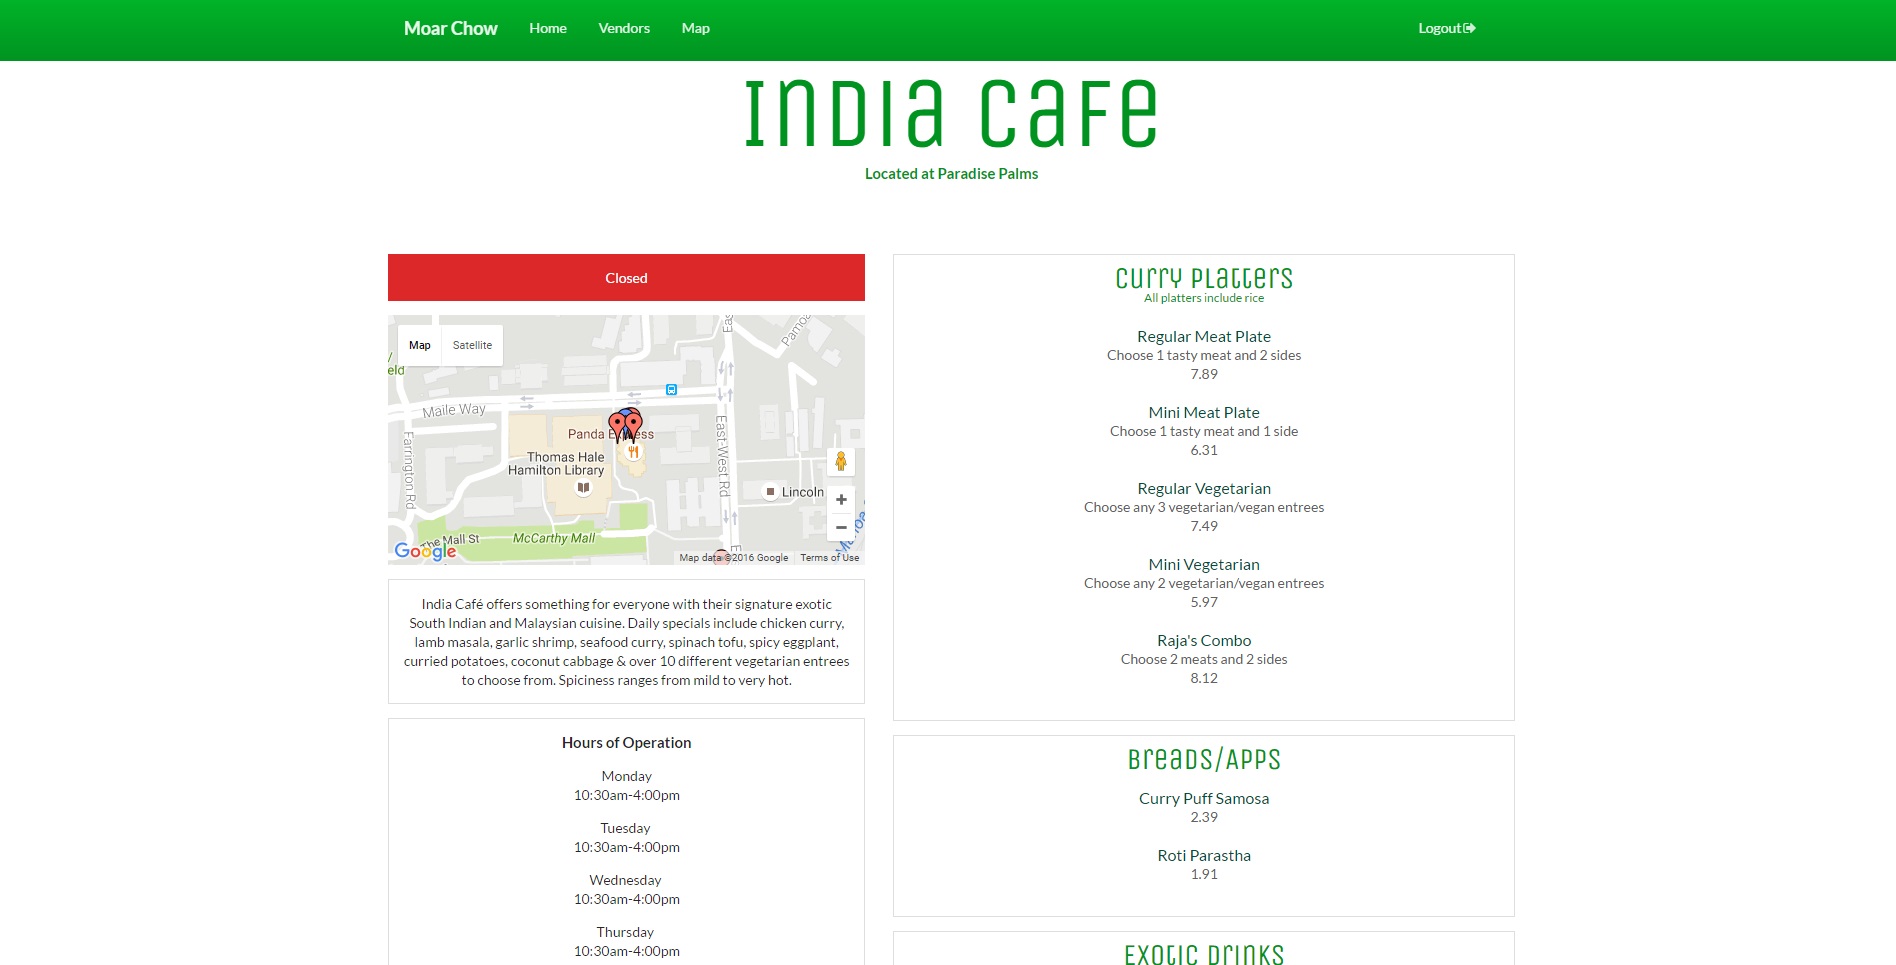 Moar Chow Home Vendors Map Logout
India Cafe
Located at Paradise Palms
Closed
Map Satellite
Maile Way
Farrington Rd
East-West Rd
Panda Express
Thomas Hale
Hamilton Library
Lincoln
The Mall St
McCarthy Mall
Google
Map data ©2016 Google Terms of Use
India Café offers something for everyone with their signature exotic
South Indian and Malaysian cuisine. Daily specials include chicken curry,
lamb masala, garlic shrimp, seafood curry, spinach tofu, spicy eggplant,
curried potatoes, coconut cabbage & over 10 different vegetarian entrees
to choose from. Spiciness ranges from mild to very hot.
Hours of Operation
Monday
10:30am-4:00pm
Tuesday
10:30am-4:00pm
Wednesday
10:30am-4:00pm
Thursday
10:30am-4:00pm
Curry Platters
All platters include rice
Regular Meat Plate
Choose 1 tasty meat and 2 sides
7.89
Mini Meat Plate
Choose 1 tasty meat and 1 side
6.31
Regular Vegetarian
Choose any 3 vegetarian/vegan entrees
7.49
Mini Vegetarian
Choose any 2 vegetarian/vegan entrees
5.97
Raja's Combo
Choose 2 meats and 2 sides
8.12
Breads/Apps
Curry Puff Samosa
2.39
Roti Parastha
1.91
Exotic Drinks